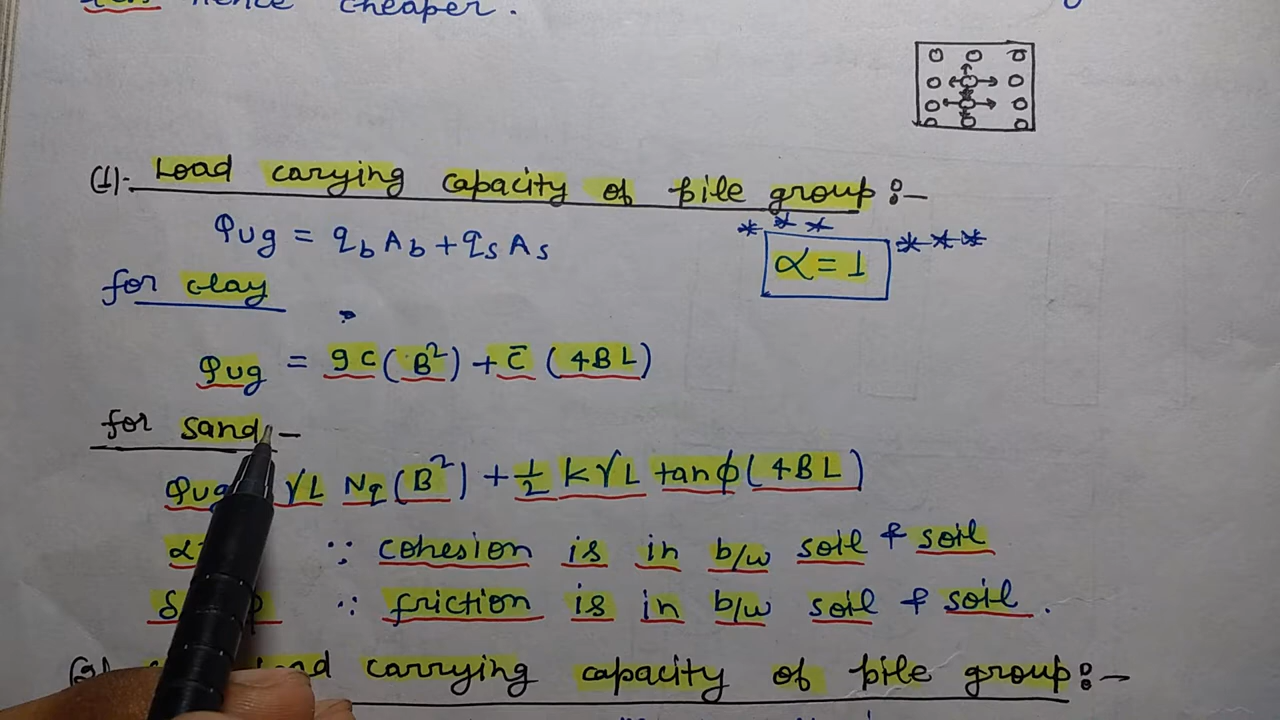 hence cheaper.
(1)- Load carying capacity of pile group :-
Qug = qb Ab + qs As
* * *
α = 1
* * *
for clay
Qug = 9c (B²) + c̄ (4BL)
for sand -
Qug γL Nq (B²) + 1/2 KγL tanφ (4BL)
α ∵ cohesion is in b/w soil & soil
δ ∵ friction is in b/w soil & soil.
load carrying capacity of pile group :-